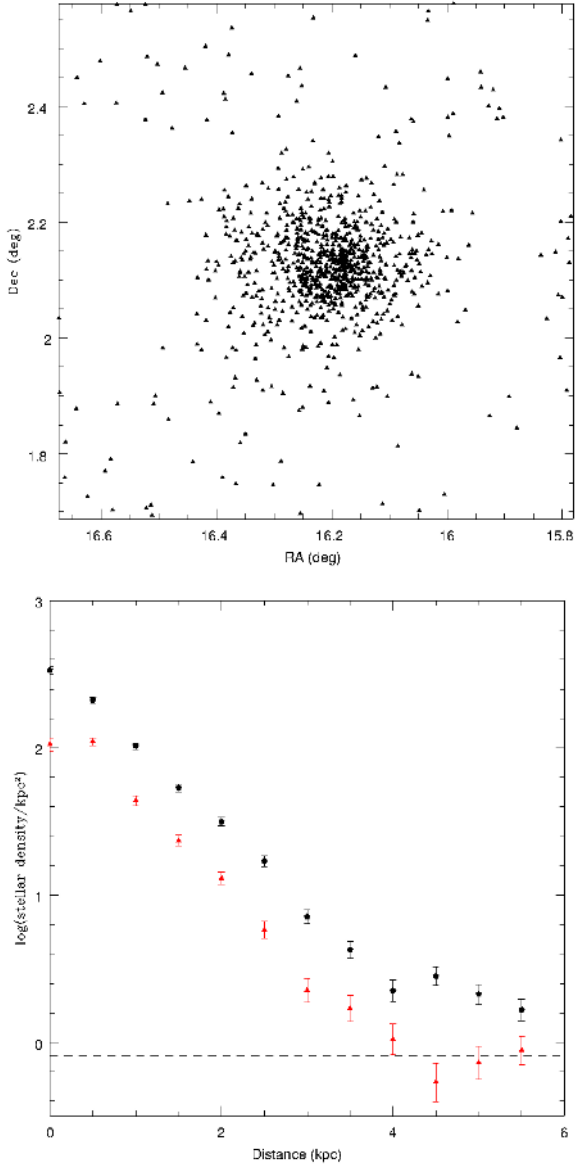 2.4
2.2
2
1.8
Dec (deg)
16.6 16.4 16.2 16 15.8
RA (deg)
3
2
1
0
log(stellar density/kpc²)
0 2 4 6
Distance (kpc)